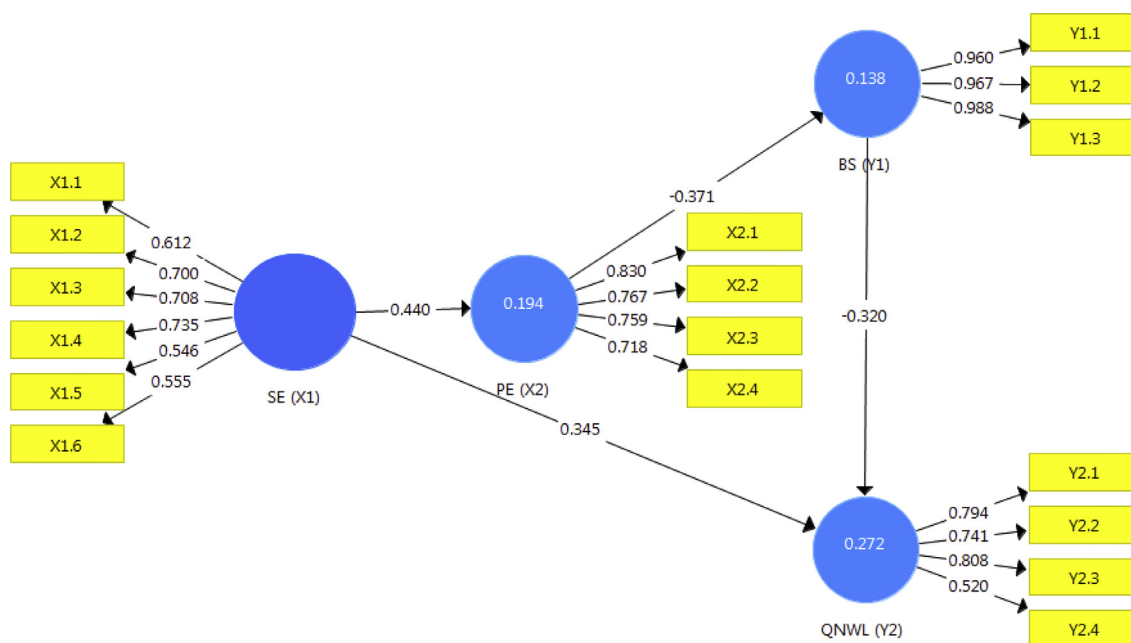 Y1.1
0.960
0.138
0.967
Y1.2
0.988
Y1.3
BS (Y1)
X1.1
-0.371
X1.2
0.612
X2.1
0.700
0.830
X1.3
0.708
X2.2
0.767
0.440
0.194
0.759
X2.3
-0.320
X1.4
0.735
0.718
0.546
X2.4
X1.5
0.555
SE (X1)
PE (X2)
0.345
X1.6
Y2.1
0.794
Y2.2
0.741
0.272
0.808
Y2.3
0.520
QNWL (Y2)
Y2.4